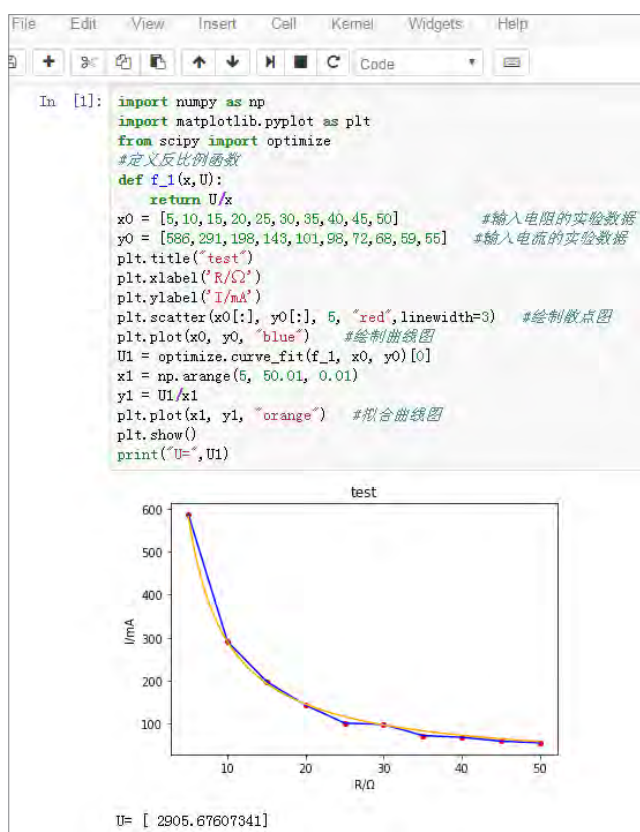 File Edit View Insert Cell Kernel Widgets Help
Code
In [1]: import numpy as np
import matplotlib.pyplot as plt
from scipy import optimize
#定义反比例函数
def f_1(x,U):
return U/x
x0 = [5,10,15,20,25,30,35,40,45,50] #输入电阻的实验数据
y0 = [586,291,198,143,101,98,72,68,59,55] #输入电流的实验数据
plt.title("test")
plt.xlabel('R/Ω')
plt.ylabel('I/mA')
plt.scatter(x0[:], y0[:], 5, "red",linewidth=3) #绘制散点图
plt.plot(x0, y0, "blue") #绘制曲线图
U1 = optimize.curve_fit(f_1, x0, y0)[0]
x1 = np.arange(5, 50.01, 0.01)
y1 = U1/x1
plt.plot(x1, y1, "orange") #拟合曲线图
plt.show()
print("U=",U1)
test
600
500
400
300
200
100
I/mA
10 20 30 40 50
R/Ω
U= [ 2905.67607341]